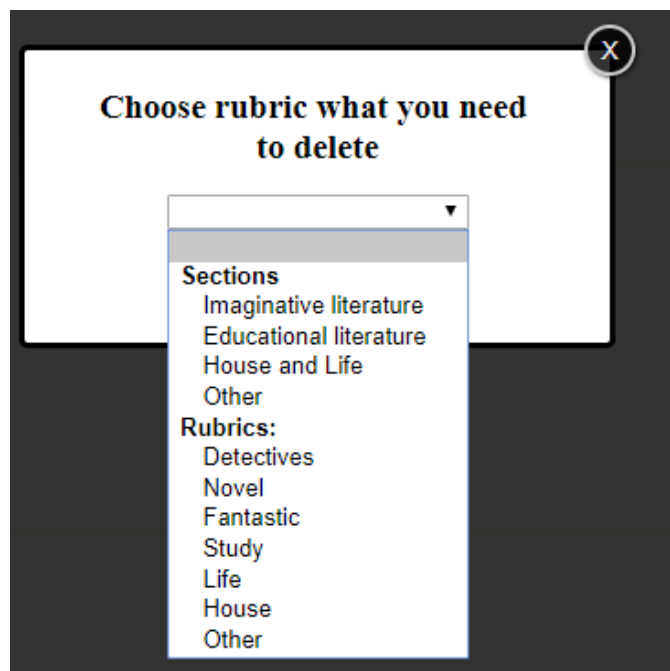 X
Choose rubric what you need
to delete
Sections
Imaginative literature
Educational literature
House and Life
Other
Rubrics:
Detectives
Novel
Fantastic
Study
Life
House
Other